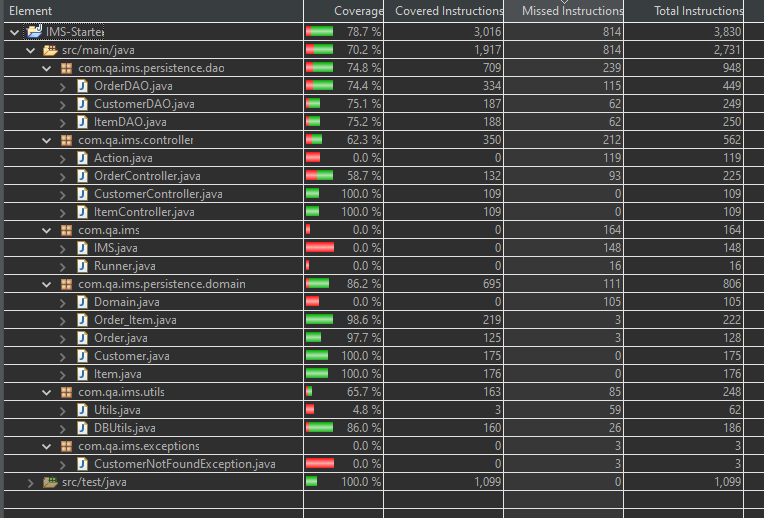 Element Coverage Covered Instructions Missed Instructions Total Instructions
IMS-Starter 78.7 % 3,016 814 3,830
src/main/java 70.2 % 1,917 814 2,731
com.qa.ims.persistence.dao 74.8 % 709 239 948
OrderDAO.java 74.4 % 334 115 449
CustomerDAO.java 75.1 % 187 62 249
ItemDAO.java 75.2 % 188 62 250
com.qa.ims.controller 62.3 % 350 212 562
Action.java 0.0 % 0 119 119
OrderController.java 58.7 % 132 93 225
CustomerController.java 100.0 % 109 0 109
ItemController.java 100.0 % 109 0 109
com.qa.ims 0.0 % 0 164 164
IMS.java 0.0 % 0 148 148
Runner.java 0.0 % 0 16 16
com.qa.ims.persistence.domain 86.2 % 695 111 806
Domain.java 0.0 % 0 105 105
Order_Item.java 98.6 % 219 3 222
Order.java 97.7 % 125 3 128
Customer.java 100.0 % 175 0 175
Item.java 100.0 % 176 0 176
com.qa.ims.utils 65.7 % 163 85 248
Utils.java 4.8 % 3 59 62
DBUtils.java 86.0 % 160 26 186
com.qa.ims.exceptions 0.0 % 0 3 3
CustomerNotFoundException.java 0.0 % 0 3 3
src/test/java 100.0 % 1,099 0 1,099